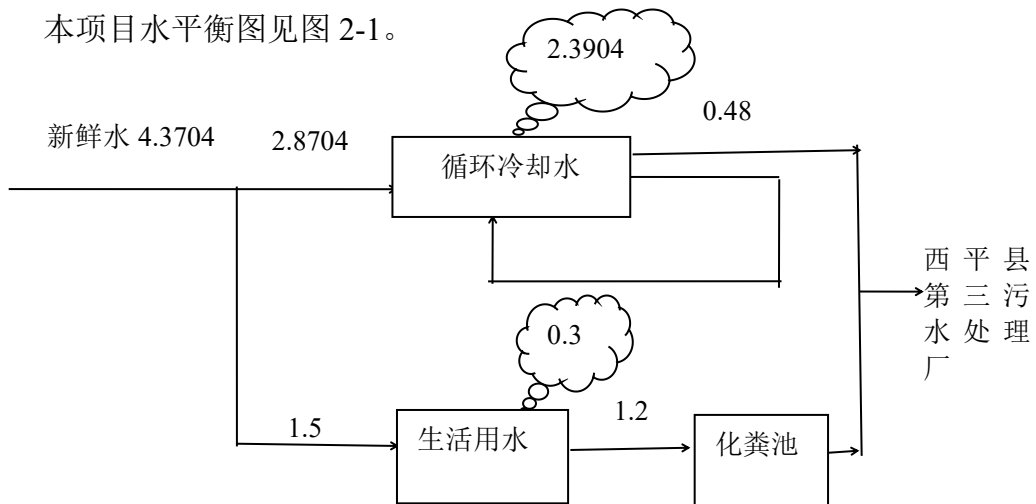 本项目水平衡图见图 2-1。
2.3904
0.48
新鲜水 4.3704
2.8704
循环冷却水
西平县
第三污
水处理
厂
0.3
1.5
生活用水
1.2
化粪池